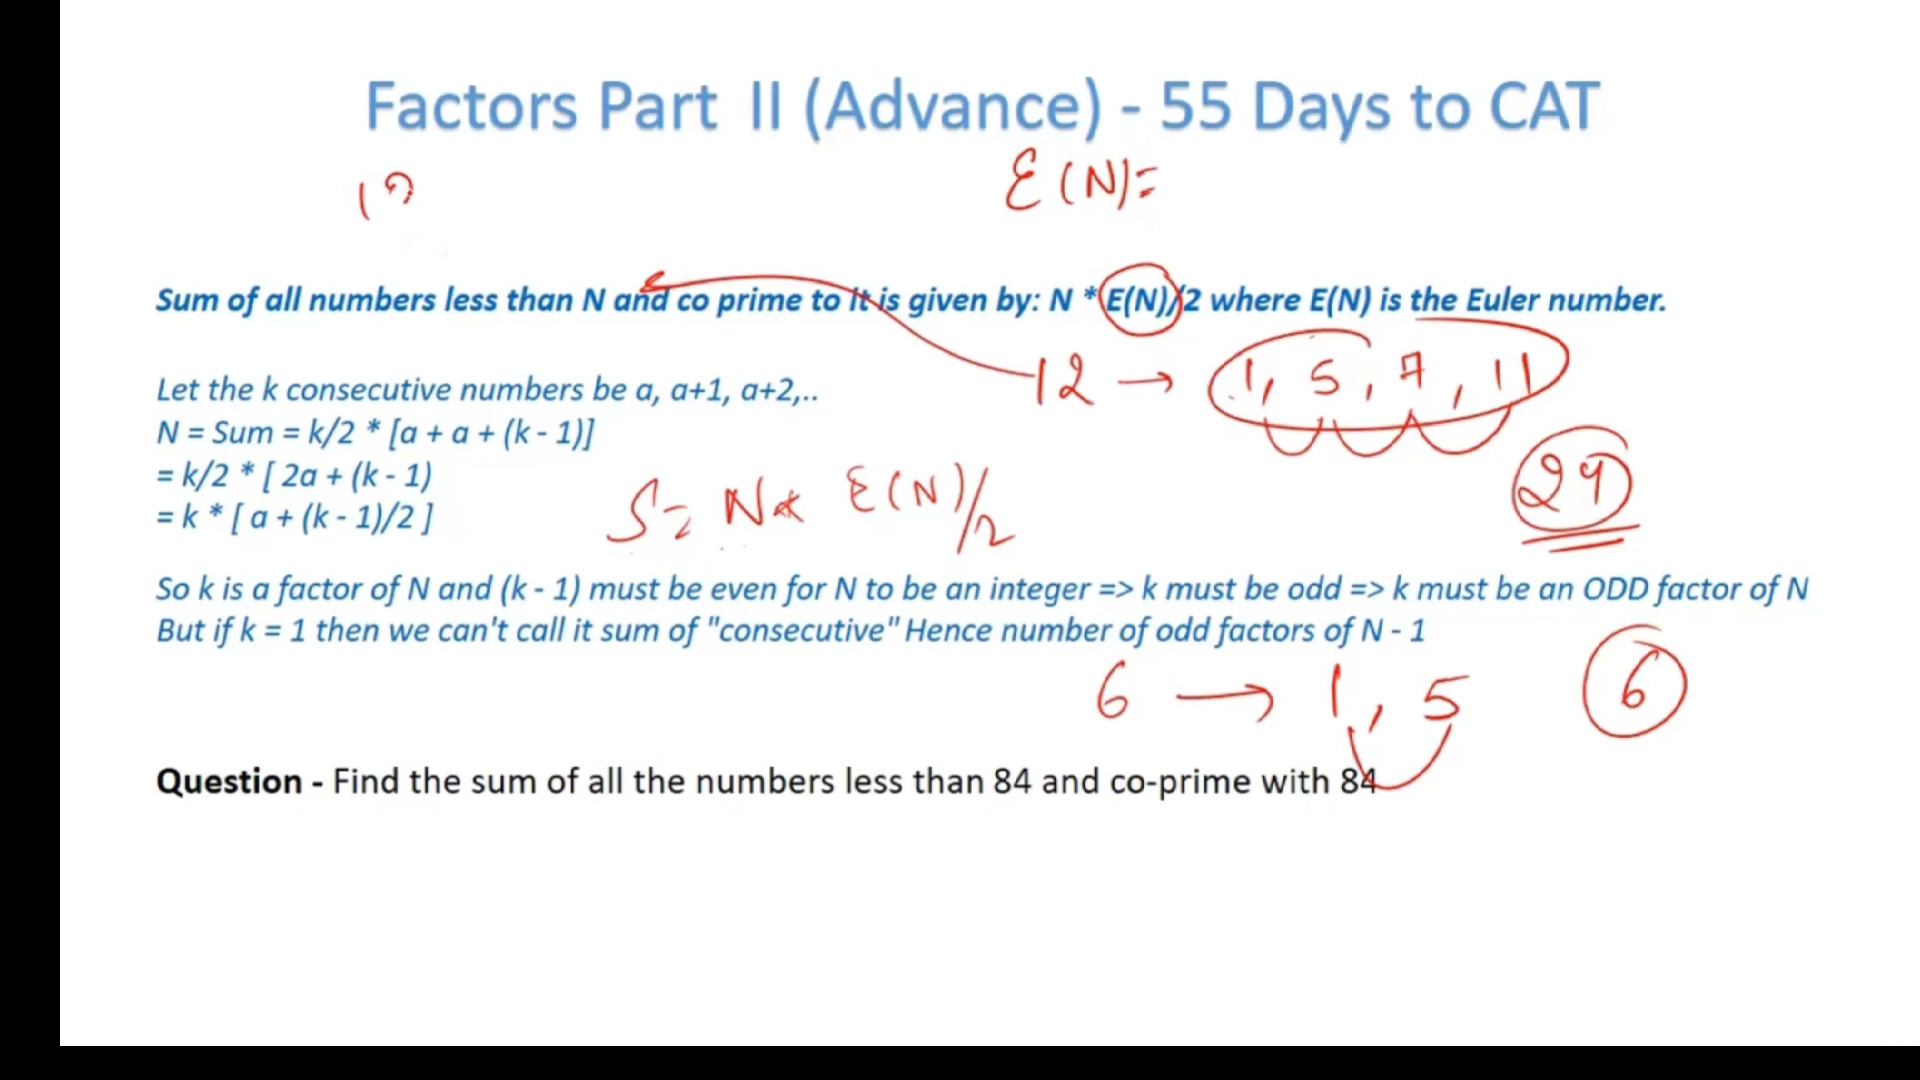 Factors Part II (Advance) - 55 Days to CAT
E(N)=
Sum of all numbers less than N and co prime to it is given by: N * E(N)/2 where E(N) is the Euler number.
12 → 1, 5, 7, 11
Let the k consecutive numbers be a, a+1, a+2,..
N = Sum = k/2 * [a + a + (k - 1)]
= k/2 * [ 2a + (k - 1)
24
= k * [ a + (k - 1)/2 ]
S = N * E(N)/2
So k is a factor of N and (k - 1) must be even for N to be an integer => k must be odd => k must be an ODD factor of N
But if k = 1 then we can't call it sum of "consecutive" Hence number of odd factors of N - 1
6 → 1, 5 6
Question - Find the sum of all the numbers less than 84 and co-prime with 84